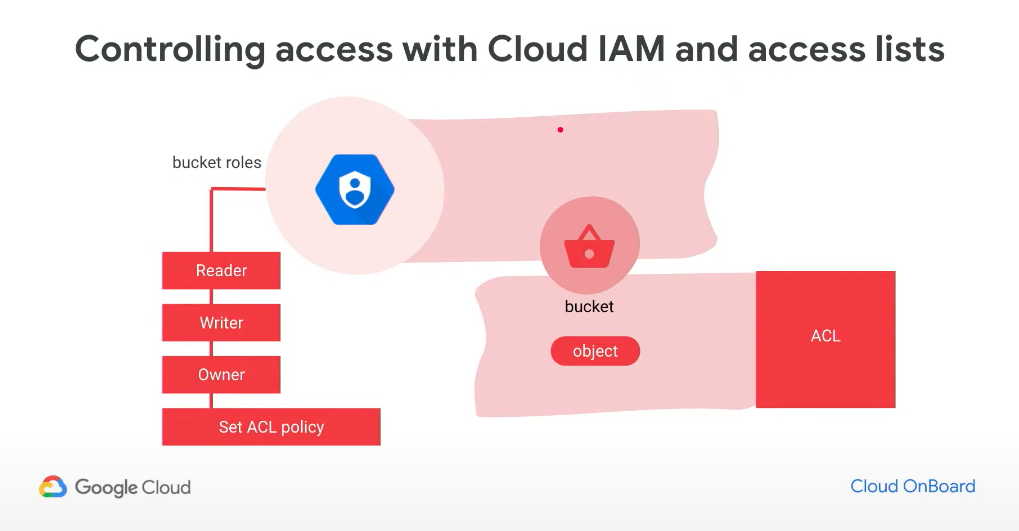 Controlling access with Cloud IAM and access lists
bucket roles
Reader
Writer
Owner
Set ACL policy
bucket
object
ACL
Google Cloud
Cloud OnBoard